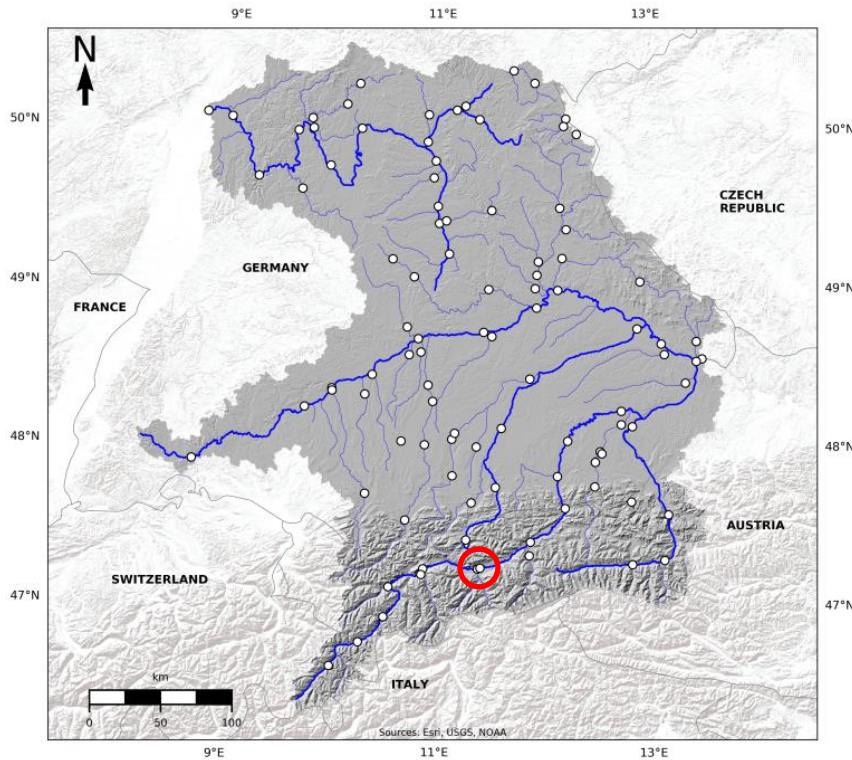 9°E 11°E 13°E
N
50°N 50°N
CZECH
REPUBLIC
GERMANY
49°N 49°N
FRANCE
48°N 48°N
AUSTRIA
SWITZERLAND
47°N 47°N
km
ITALY
0 50 100
Sources: Esri, USGS, NOAA
9°E 11°E 13°E